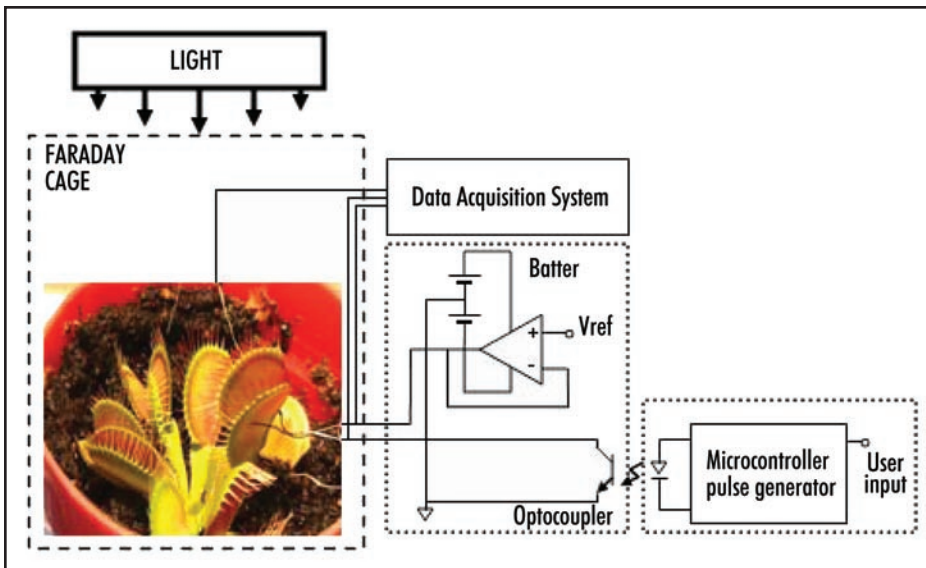 LIGHT
FARADAY
CAGE
Data Acquisition System
Batter
+
Vref
-
Microcontroller
pulse generator
User
input
Optocoupler